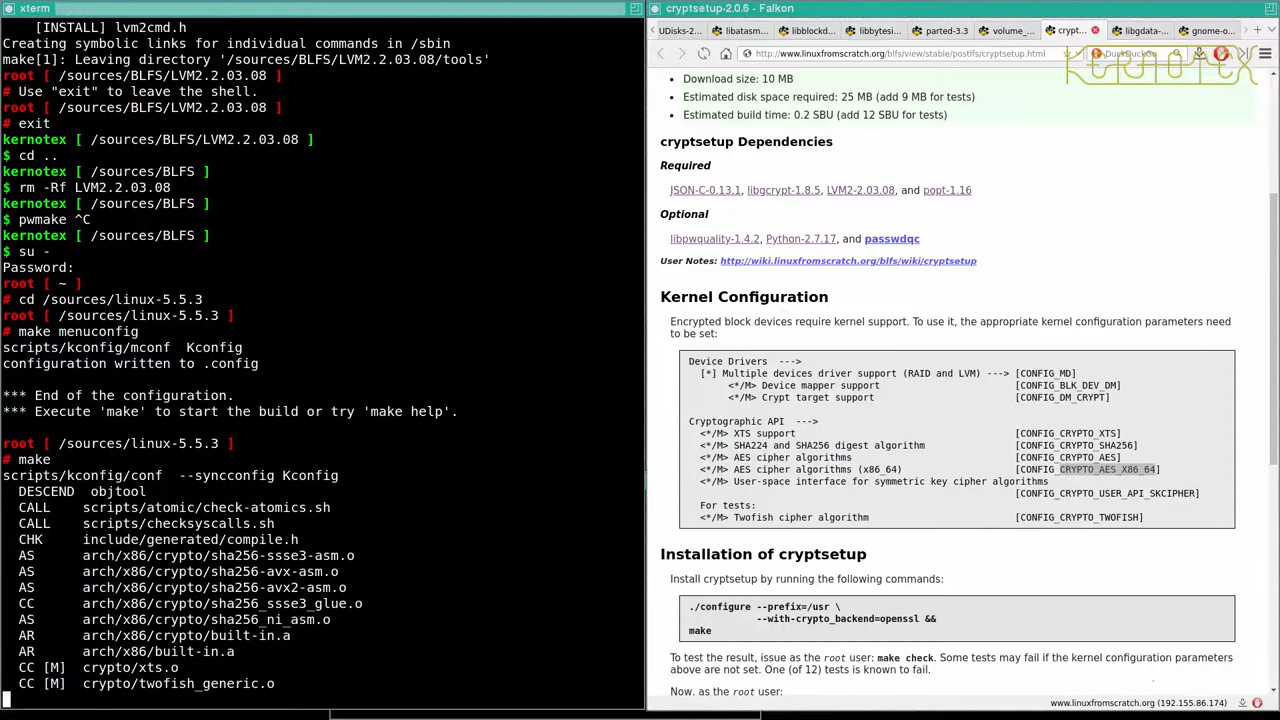 xterm
[INSTALL] lvm2cmd.h
Creating symbolic links for individual commands in /sbin
make[1]: Leaving directory '/sources/BLFS/LVM2.2.03.08/tools'
root [ /sources/BLFS/LVM2.2.03.08 ]
# Use "exit" to leave the shell.
root [ /sources/BLFS/LVM2.2.03.08 ]
# exit
kernotex [ /sources/BLFS/LVM2.2.03.08 ]
$ cd ..
kernotex [ /sources/BLFS ]
$ rm -Rf LVM2.2.03.08
kernotex [ /sources/BLFS ]
$ pwmake ^C
kernotex [ /sources/BLFS ]
$ su -
Password:
root [ ~ ]
# cd /sources/linux-5.5.3
root [ /sources/linux-5.5.3 ]
# make menuconfig
scripts/kconfig/mconf  Kconfig
configuration written to .config
*** End of the configuration.
*** Execute 'make' to start the build or try 'make help'.
root [ /sources/linux-5.5.3 ]
# make
scripts/kconfig/conf  --syncconfig Kconfig
DESCEND  objtool
CALL    scripts/atomic/check-atomics.sh
CALL    scripts/checksyscalls.sh
CHK     include/generated/compile.h
AS      arch/x86/crypto/sha256-ssse3-asm.o
AS      arch/x86/crypto/sha256-avx-asm.o
AS      arch/x86/crypto/sha256-avx2-asm.o
CC      arch/x86/crypto/sha256_ssse3_glue.o
AS      arch/x86/crypto/sha256_ni_asm.o
AR      arch/x86/crypto/built-in.a
AR      arch/x86/built-in.a
CC [M]  crypto/xts.o
CC [M]  crypto/twofish_generic.o
cryptsetup-2.0.6 - Falkon
UDisks-2... libatasm... libblockd... libbytesi... parted-3.3 volume_... crypt... libgdata-... gnome-o...
http://www.linuxfromscratch.org/blfs/view/stable/postlfs/cryptsetup.html DuckDuckGo
KERNOTEX
• Download size: 10 MB
• Estimated disk space required: 25 MB (add 9 MB for tests)
• Estimated build time: 0.2 SBU (add 12 SBU for tests)
cryptsetup Dependencies
Required
JSON-C-0.13.1, libgcrypt-1.8.5, LVM2-2.03.08, and popt-1.16
Optional
libpwquality-1.4.2, Python-2.7.17, and passwdqc
User Notes: http://wiki.linuxfromscratch.org/blfs/wiki/cryptsetup
Kernel Configuration
Encrypted block devices require kernel support. To use it, the appropriate kernel configuration parameters need
to be set:
Device Drivers  --->
[*] Multiple devices driver support (RAID and LVM) ---> [CONFIG_MD]
<*/M> Device mapper support [CONFIG_BLK_DEV_DM]
<*/M> Crypt target support [CONFIG_DM_CRYPT]
Cryptographic API  --->
<*/M> XTS support [CONFIG_CRYPTO_XTS]
<*/M> SHA224 and SHA256 digest algorithm [CONFIG_CRYPTO_SHA256]
<*/M> AES cipher algorithms [CONFIG_CRYPTO_AES]
<*/M> AES cipher algorithms (x86_64) [CONFIG_CRYPTO_AES_X86_64]
<*/M> User-space interface for symmetric key cipher algorithms
[CONFIG_CRYPTO_USER_API_SKCIPHER]
For tests:
<*/M> Twofish cipher algorithm [CONFIG_CRYPTO_TWOFISH]
Installation of cryptsetup
Install cryptsetup by running the following commands:
./configure --prefix=/usr \
--with-crypto_backend=openssl &&
make
To test the result, issue as the root user: make check. Some tests may fail if the kernel configuration parameters
above are not set. One (of 12) tests is known to fail.
Now, as the root user:
www.linuxfromscratch.org (192.155.86.174)